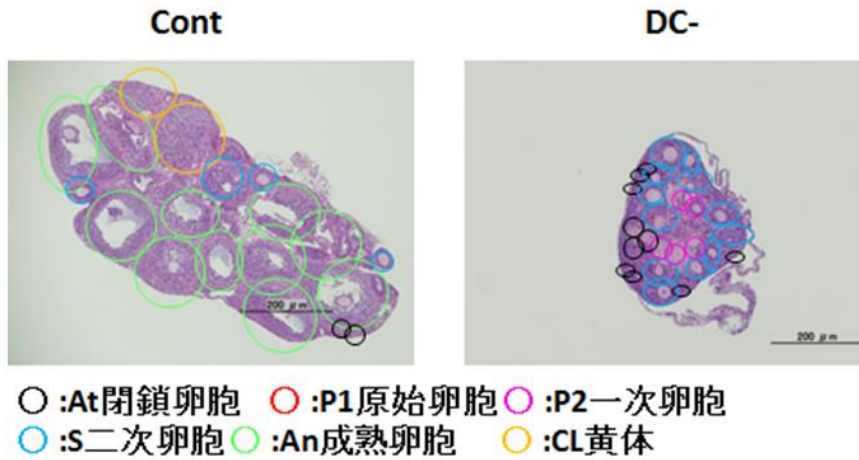 Cont
DC-
200 μm
200 μm
:At閉鎖卵胞 :P1原始卵胞 :P2一次卵胞
:S二次卵胞 :An成熟卵胞 :CL黄体